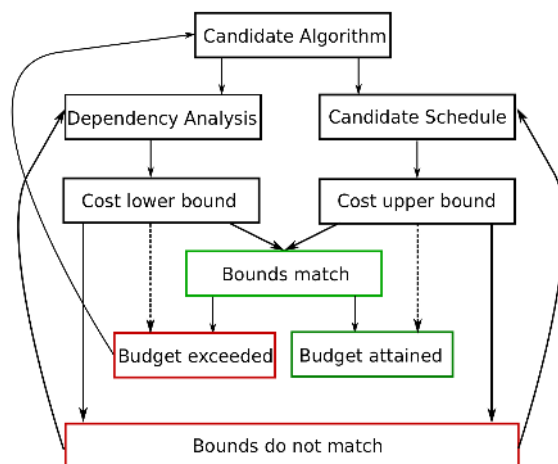 Candidate Algorithm
Dependency Analysis
Candidate Schedule
Cost lower bound
Cost upper bound
Bounds match
Budget exceeded
Budget attained
Bounds do not match